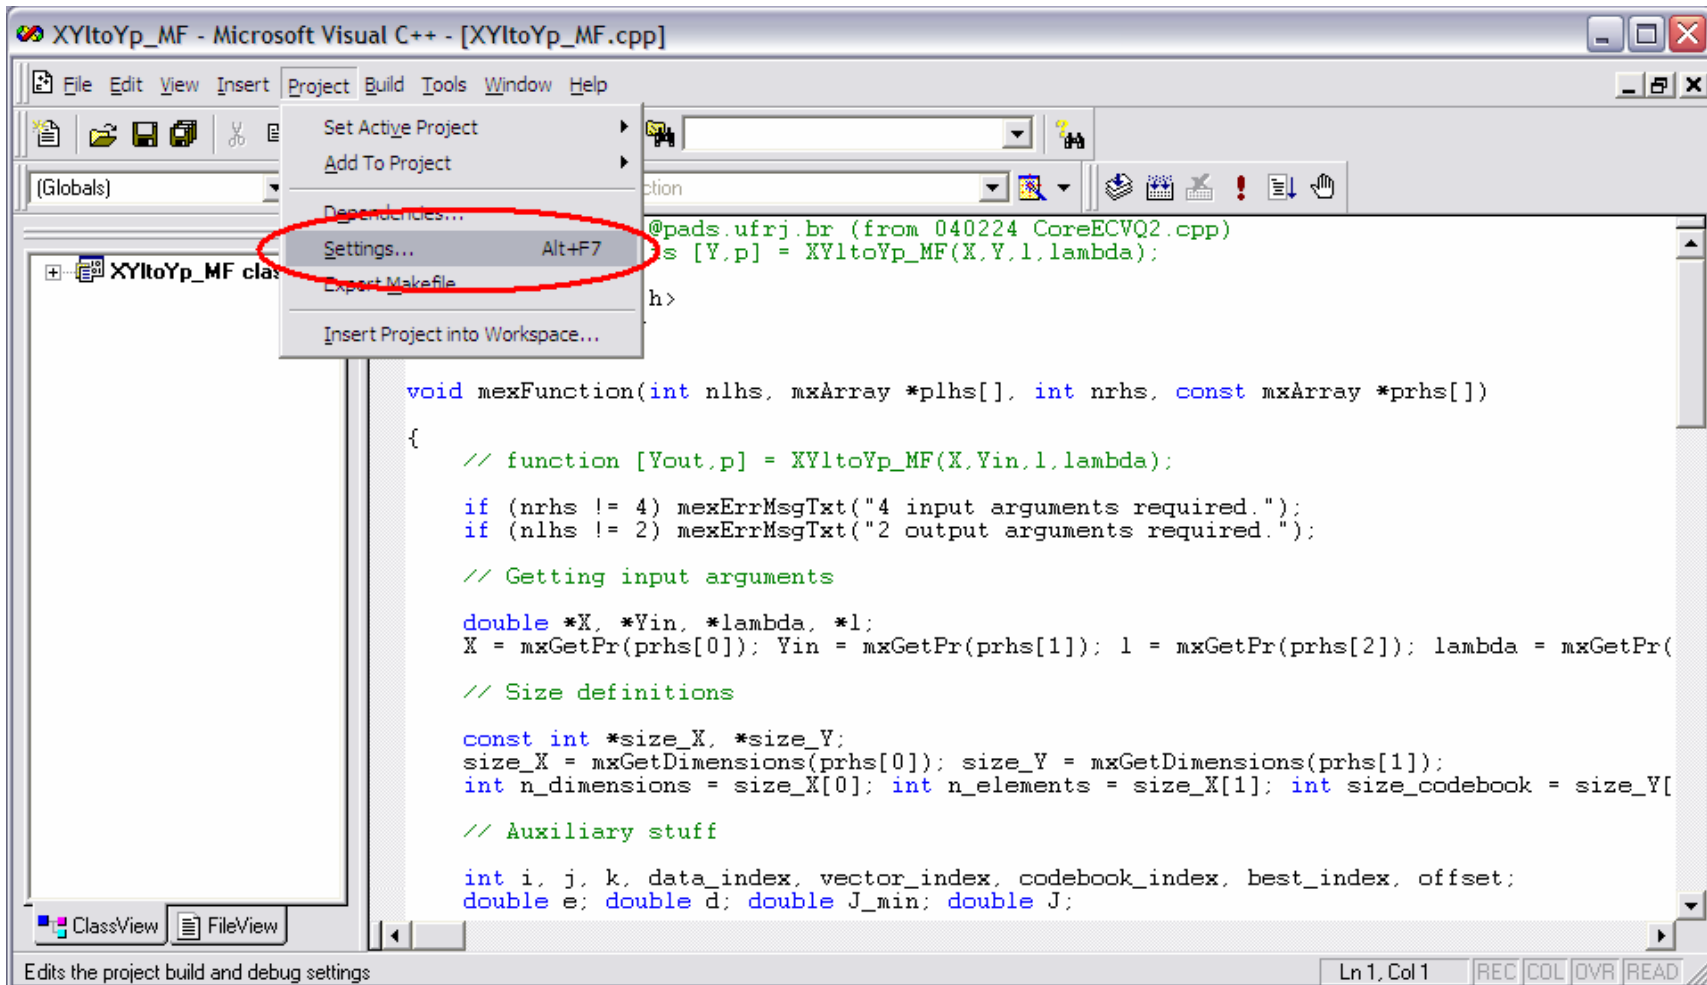 XYltoYp_MF - Microsoft Visual C++ - [XYltoYp_MF.cpp]
File Edit View Insert Project Build Tools Window Help
Set Active Project
Add To Project
(Globals)
Dependencies...
Settings... Alt+F7
Export Makefile
Insert Project into Workspace...
XYltoYp_MF
@pads.ufrj.br (from 040224 CoreECVQ2.cpp)
[Y,p] = XYltoYp_MF(X,Y,l,lambda);
h>
void mexFunction(int nlhs, mxArray *plhs[], int nrhs, const mxArray *prhs[])
{
// function [Yout,p] = XYltoYp_MF(X,Yin,l,lambda);
if (nrhs != 4) mexErrMsgTxt("4 input arguments required.");
if (nlhs != 2) mexErrMsgTxt("2 output arguments required.");
// Getting input arguments
double *X, *Yin, *lambda, *l;
X = mxGetPr(prhs[0]); Yin = mxGetPr(prhs[1]); l = mxGetPr(prhs[2]); lambda = mxGetPr(
// Size definitions
const int *size_X, *size_Y;
size_X = mxGetDimensions(prhs[0]); size_Y = mxGetDimensions(prhs[1]);
int n_dimensions = size_X[0]; int n_elements = size_X[1]; int size_codebook = size_Y[
// Auxiliary stuff
int i, j, k, data_index, vector_index, codebook_index, best_index, offset;
double e; double d; double J_min; double J;
ClassView FileView
Edits the project build and debug settings Ln 1, Col 1 REC COL OVR READ